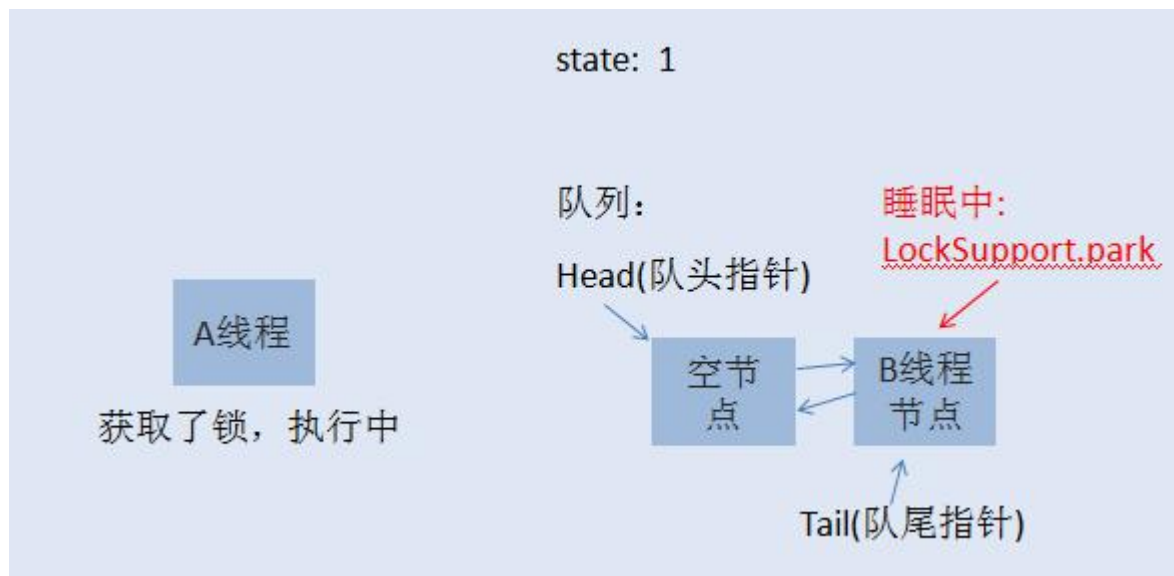 state: 1
队列：
睡眠中:
LockSupport.park
Head(队头指针)
A线程
获取了锁，执行中
空节
点
B线程
节点
Tail(队尾指针)